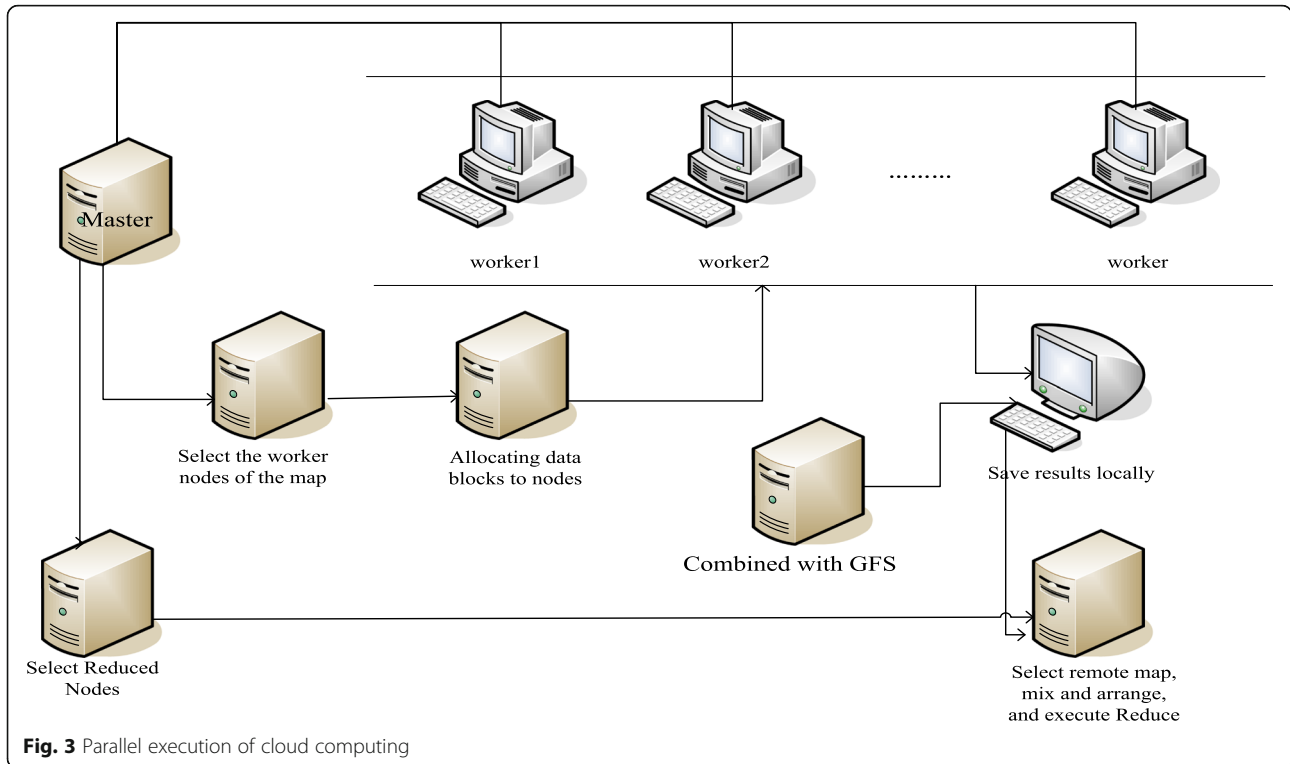 Master
worker1
worker2
………
worker
Select the worker
nodes of the map
Allocating data
blocks to nodes
Save results locally
Combined with GFS
Select Reduced
Nodes
Select remote map,
mix and arrange,
and execute Reduce
Fig. 3 Parallel execution of cloud computing